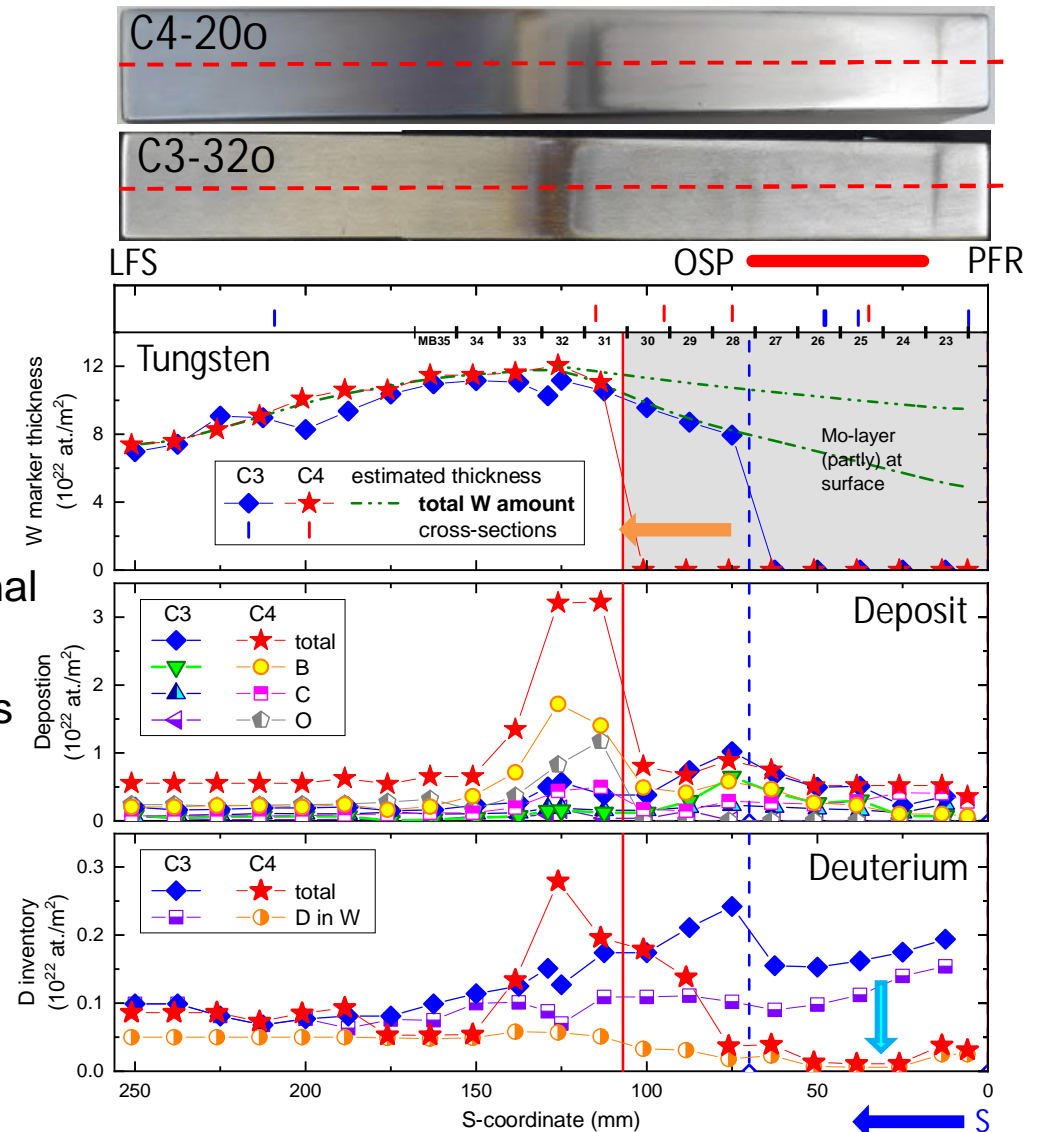 C4-20o
C3-32o
LFS OSP PFR
MB35 34 33 32 31 30 29 28 27 26 25 24 23
Tungsten
12
8
4
0
W marker thickness
(10²² at./m²)
Mo-layer
(partly) at
surface
C3 C4 estimated thickness
total W amount
cross-sections
nal
s
Deposit
3
2
1
0
Depostion
(10²² at./m²)
C3 C4
total
B
C
O
Deuterium
0.3
0.2
0.1
0.0
D inventory
(10²² at./m²)
C3 C4
total
D in W
250 200 150 100 50 0
S-coordinate (mm)
S